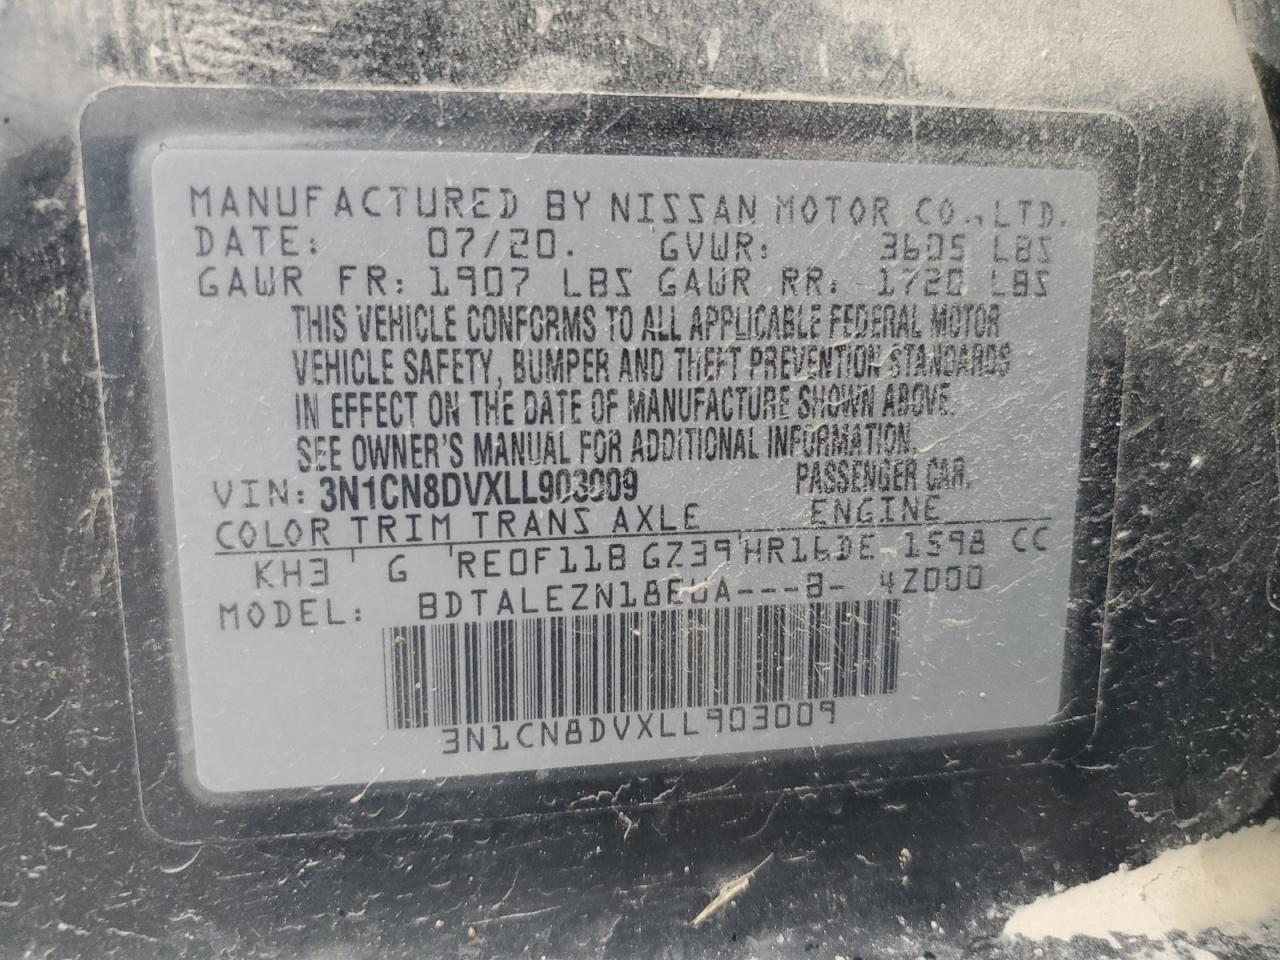 MANUFACTURED BY NISSAN MOTOR CO.,LTD.
DATE: 07/20. GVWR: 3605 LBS
GAWR FR: 1907 LBS GAWR RR: 1720 LBS
THIS VEHICLE CONFORMS TO ALL APPLICABLE FEDERAL MOTOR
VEHICLE SAFETY, BUMPER AND THEFT PREVENTION STANDARDS
IN EFFECT ON THE DATE OF MANUFACTURE SHOWN ABOVE.
SEE OWNER'S MANUAL FOR ADDITIONAL INFORMATION.
VIN: 3N1CN8DVXLL903009 PASSENGER CAR.
COLOR TRIM TRANS AXLE ENGINE
KH3 G RE0F11B GZ39 HR16DE 1598 CC
MODEL: BDTALEZN18EUA---B- 4Z000
3N1CN8DVXLL903009